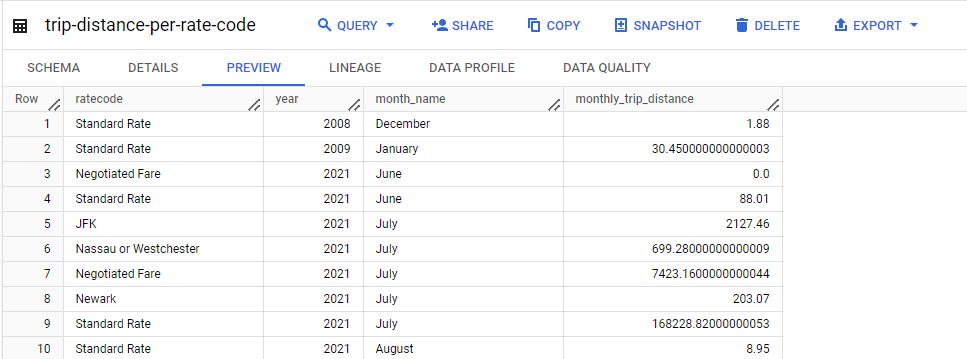 trip-distance-per-rate-code QUERY SHARE COPY SNAPSHOT DELETE EXPORT
SCHEMA DETAILS PREVIEW LINEAGE DATA PROFILE DATA QUALITY
Row ratecode year month_name monthly_trip_distance
1 Standard Rate 2008 December 1.88
2 Standard Rate 2009 January 30.450000000000003
3 Negotiated Fare 2021 June 0.0
4 Standard Rate 2021 June 88.01
5 JFK 2021 July 2127.46
6 Nassau or Westchester 2021 July 699.28000000000009
7 Negotiated Fare 2021 July 7423.1600000000044
8 Newark 2021 July 203.07
9 Standard Rate 2021 July 168228.82000000053
10 Standard Rate 2021 August 8.95